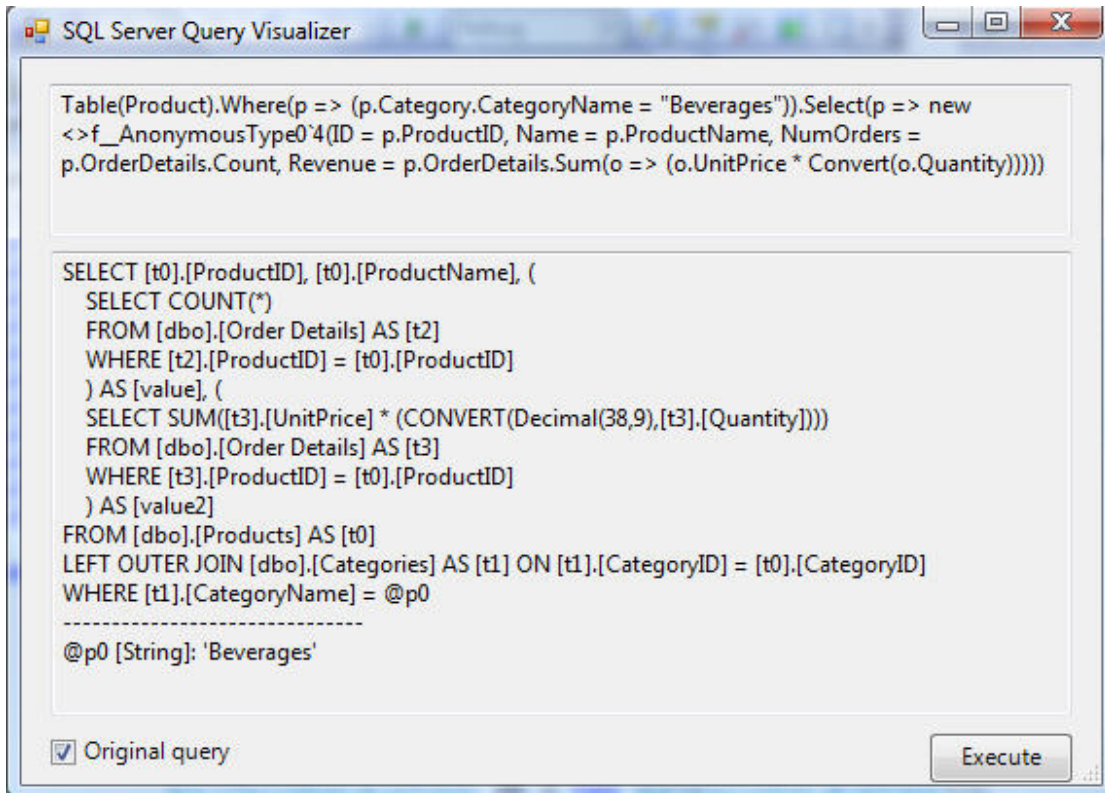 SQL Server Query Visualizer
Table(Product).Where(p => (p.Category.CategoryName = "Beverages")).Select(p => new
<>f__AnonymousType0`4(ID = p.ProductID, Name = p.ProductName, NumOrders =
p.OrderDetails.Count, Revenue = p.OrderDetails.Sum(o => (o.UnitPrice * Convert(o.Quantity)))))
SELECT [t0].[ProductID], [t0].[ProductName], (
SELECT COUNT(*)
FROM [dbo].[Order Details] AS [t2]
WHERE [t2].[ProductID] = [t0].[ProductID]
) AS [value], (
SELECT SUM([t3].[UnitPrice] * (CONVERT(Decimal(38,9),[t3].[Quantity])))
FROM [dbo].[Order Details] AS [t3]
WHERE [t3].[ProductID] = [t0].[ProductID]
) AS [value2]
FROM [dbo].[Products] AS [t0]
LEFT OUTER JOIN [dbo].[Categories] AS [t1] ON [t1].[CategoryID] = [t0].[CategoryID]
WHERE [t1].[CategoryName] = @p0
-------------------------------
@p0 [String]: 'Beverages'
Original query
Execute